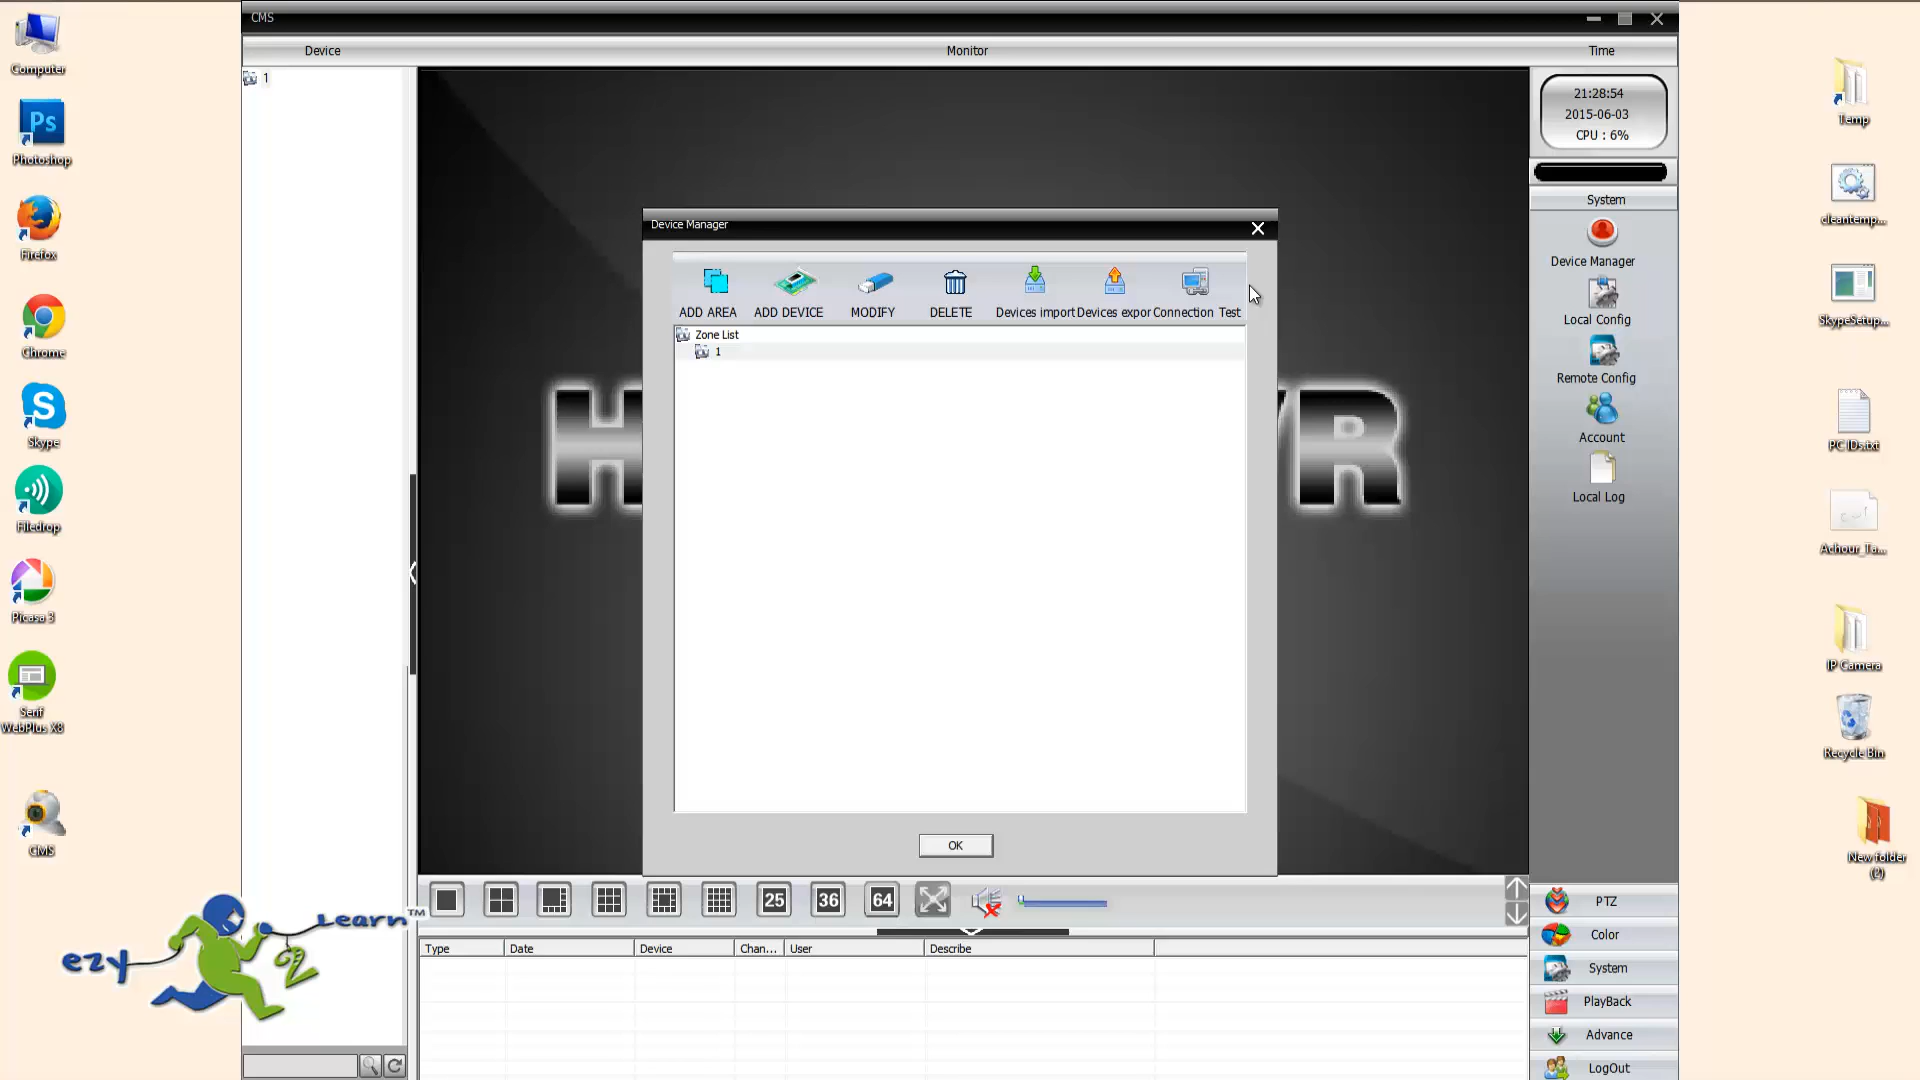 CMS
Device
Monitor
Time
Computer
Photoshop
Firefox
Chrome
Skype
Filedrop
Picasa 3
Serif
WebPlus X8
CMS
1
21:28:54
2015-06-03
CPU : 6%
System
Device Manager
Local Config
Remote Config
Account
Local Log
Device Manager
ADD AREA
ADD DEVICE
MODIFY
DELETE
Devices import
Devices expor
Connection Test
Zone List
1
H
R
OK
25
36
64
Type
Date
Device
Chan...
User
Describe
PTZ
Color
System
PlayBack
Advance
LogOut
Temp
cleantemp...
SkypeSetup...
PC IDs.txt
Achour_Ta...
IP Camera
Recycle Bin
New folder
(2)
ezy
2
Learn™